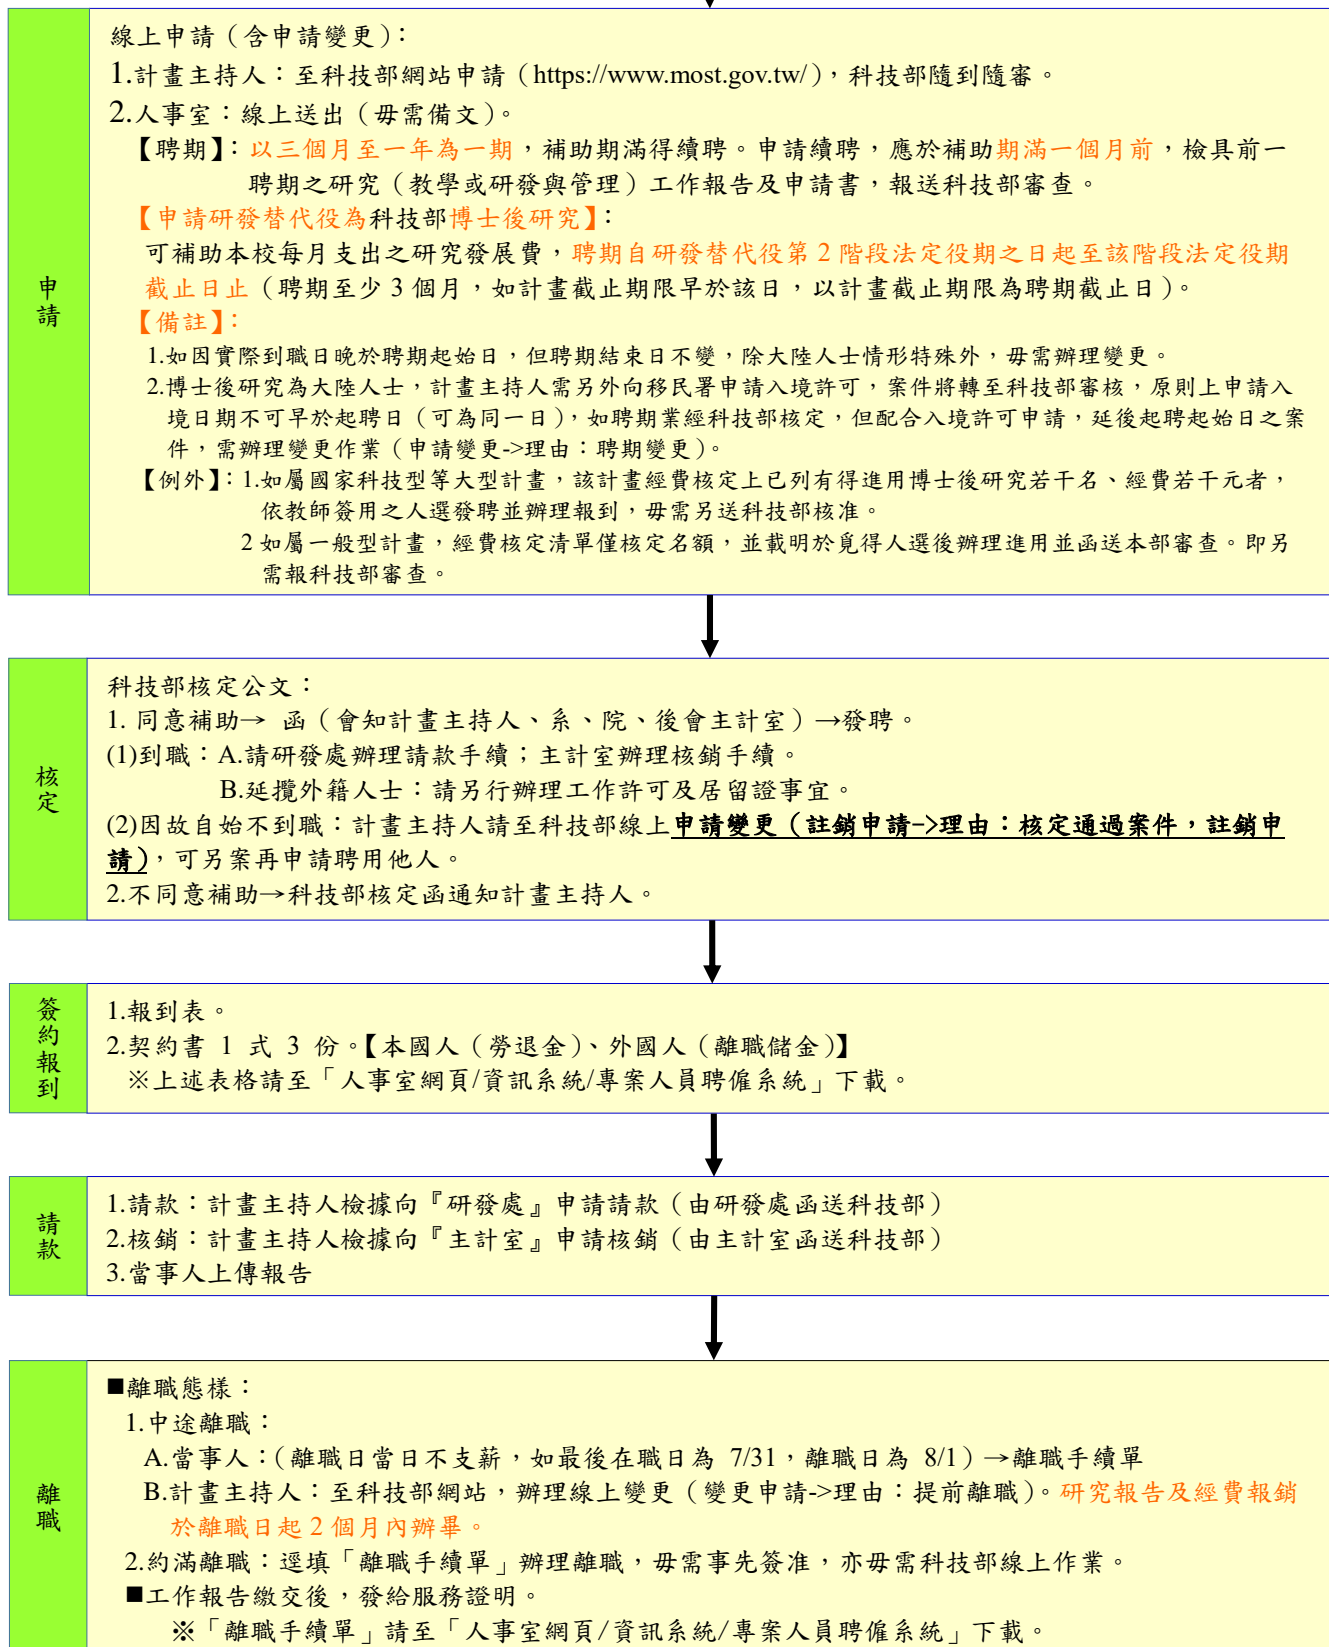 申請
線上申請（含申請變更）：
1.計畫主持人：至科技部網站申請（https://www.most.gov.tw/），科技部隨到隨審。
2.人事室：線上送出（毋需備文）。
【聘期】：以三個月至一年為一期，補助期滿得續聘。申請續聘，應於補助期滿一個月前，檢具前一
聘期之研究（教學或研發與管理）工作報告及申請書，報送科技部審查。
【申請研發替代役為科技部博士後研究】：
可補助本校每月支出之研究發展費，聘期自研發替代役第 2 階段法定役期之日起至該階段法定役期
截止日止（聘期至少 3 個月，如計畫截止期限早於該日，以計畫截止期限為聘期截止日）。
【備註】：
1.如因實際到職日晚於聘期起始日，但聘期結束日不變，除大陸人士情形特殊外，毋需辦理變更。
2.博士後研究為大陸人士，計畫主持人需另外向移民署申請入境許可，案件將轉至科技部審核，原則上申請入
境日期不可早於起聘日（可為同一日），如聘期業經科技部核定，但配合入境許可申請，延後起聘起始日之案
件，需辦理變更作業（申請變更->理由：聘期變更）。
【例外】：1.如屬國家科技型等大型計畫，該計畫經費核定上已列有得進用博士後研究若干名、經費若干元者，
依教師簽用之人選發聘並辦理報到，毋需另送科技部核准。
2 如屬一般型計畫，經費核定清單僅核定名額，並載明於覓得人選後辦理進用並函送本部審查。即另
需報科技部審查。
核定
科技部核定公文：
1. 同意補助→ 函（會知計畫主持人、系、院、後會主計室）→發聘。
(1)到職：A.請研發處辦理請款手續；主計室辦理核銷手續。
B.延攬外籍人士：請另行辦理工作許可及居留證事宜。
(2)因故自始不到職：計畫主持人請至科技部線上申請變更（註銷申請->理由：核定通過案件，註銷申
請），可另案再申請聘用他人。
2.不同意補助→科技部核定函通知計畫主持人。
簽約報到
1.報到表。
2.契約書 1 式 3 份。【本國人（勞退金）、外國人（離職儲金）】
※上述表格請至「人事室網頁/資訊系統/專案人員聘僱系統」下載。
請款
1.請款：計畫主持人檢據向『研發處』申請請款（由研發處函送科技部）
2.核銷：計畫主持人檢據向『主計室』申請核銷（由主計室函送科技部）
3.當事人上傳報告
離職
■離職態樣：
1.中途離職：
A.當事人：（離職日當日不支薪，如最後在職日為 7/31，離職日為 8/1）→離職手續單
B.計畫主持人：至科技部網站，辦理線上變更（變更申請->理由：提前離職）。研究報告及經費報銷
於離職日起 2 個月內辦畢。
2.約滿離職：逕填「離職手續單」辦理離職，毋需事先簽准，亦毋需科技部線上作業。
■工作報告繳交後，發給服務證明。
※「離職手續單」請至「人事室網頁/資訊系統/專案人員聘僱系統」下載。